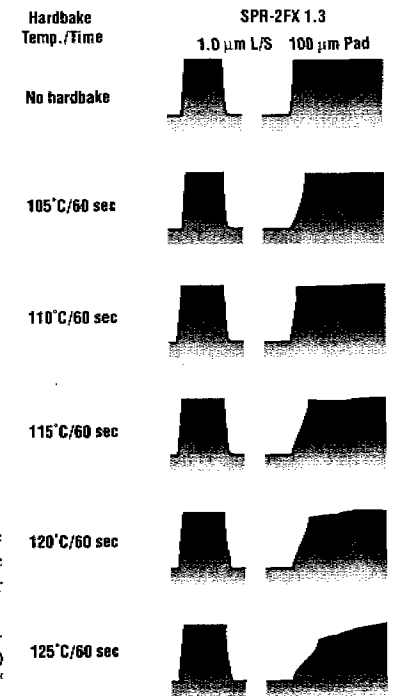 Hardbake SPR-2FX 1.3
Temp./Time 1.0 μm L/S 100 μm Pad
No hardbake
105°C/60 sec
110°C/60 sec
115°C/60 sec
120°C/60 sec
125°C/60 sec